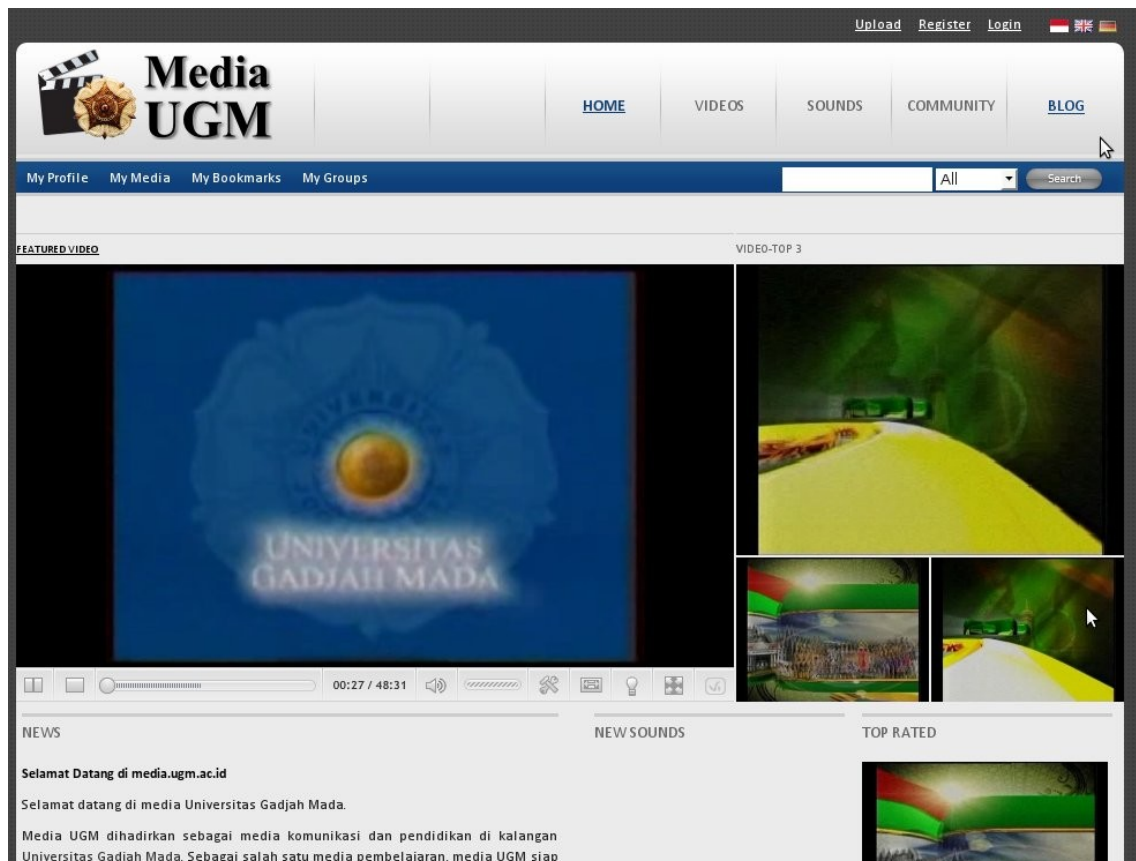 Upload Register Login
Media
UGM
HOME VIDEOS SOUNDS COMMUNITY BLOG
My Profile My Media My Bookmarks My Groups All Search
FEATURED VIDEO VIDEO-TOP 3
UNIVERSITAS
GADJAH MADA
00:27 / 48:31
NEWS NEW SOUNDS TOP RATED
Selamat Datang di media.ugm.ac.id
Selamat datang di media Universitas Gadjah Mada.
Media UGM dihadirkan sebagai media komunikasi dan pendidikan di kalangan
Universitas Gadjah Mada. Sebagai salah satu media pembelajaran, media UGM siap